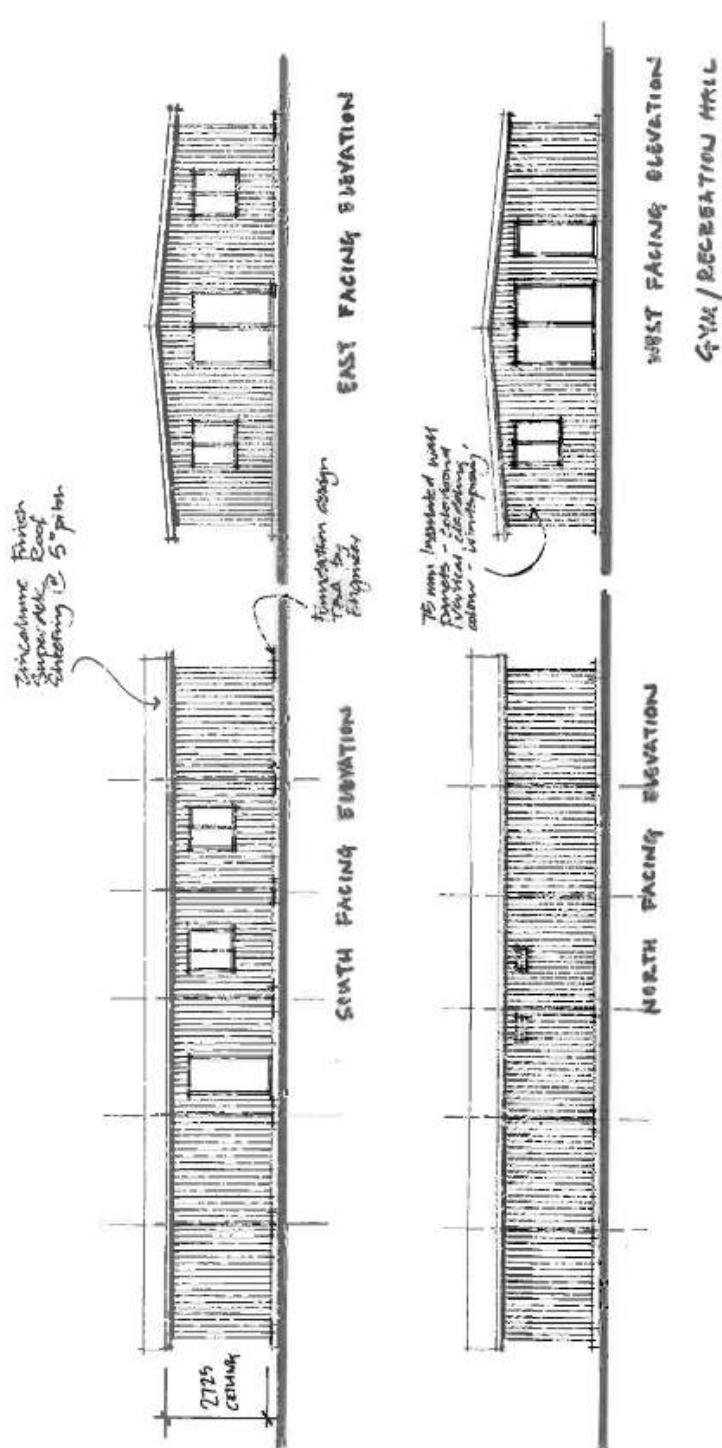 Zincalume Finish
Superdek Roof
Sheeting @ 5° pitch
2725
CEILING
SOUTH FACING ELEVATION
Foundation design
by
Engineer
EAST FACING ELEVATION
75 mm Insulated wall
panels - colorbond
vertical cladding,
colour - 
NORTH FACING ELEVATION
WEST FACING ELEVATION
GYM / RECREATION HALL